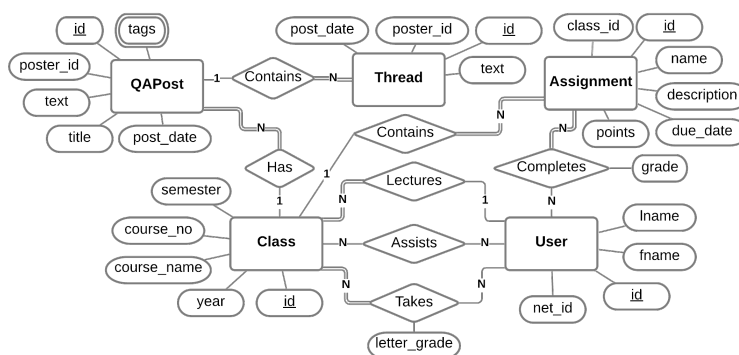 id
tags
post_date
poster_id
id
class_id
id
poster_id
QAPost
1
Contains
N
Thread
text
Assignment
name
text
description
title
post_date
N
Contains
N
points
N
due_date
Has
1
Completes
grade
semester
1
N
Lectures
1
N
course_no
Class
N
Assists
N
User
lname
course_name
fname
year
id
N
Takes
N
net_id
id
letter_grade